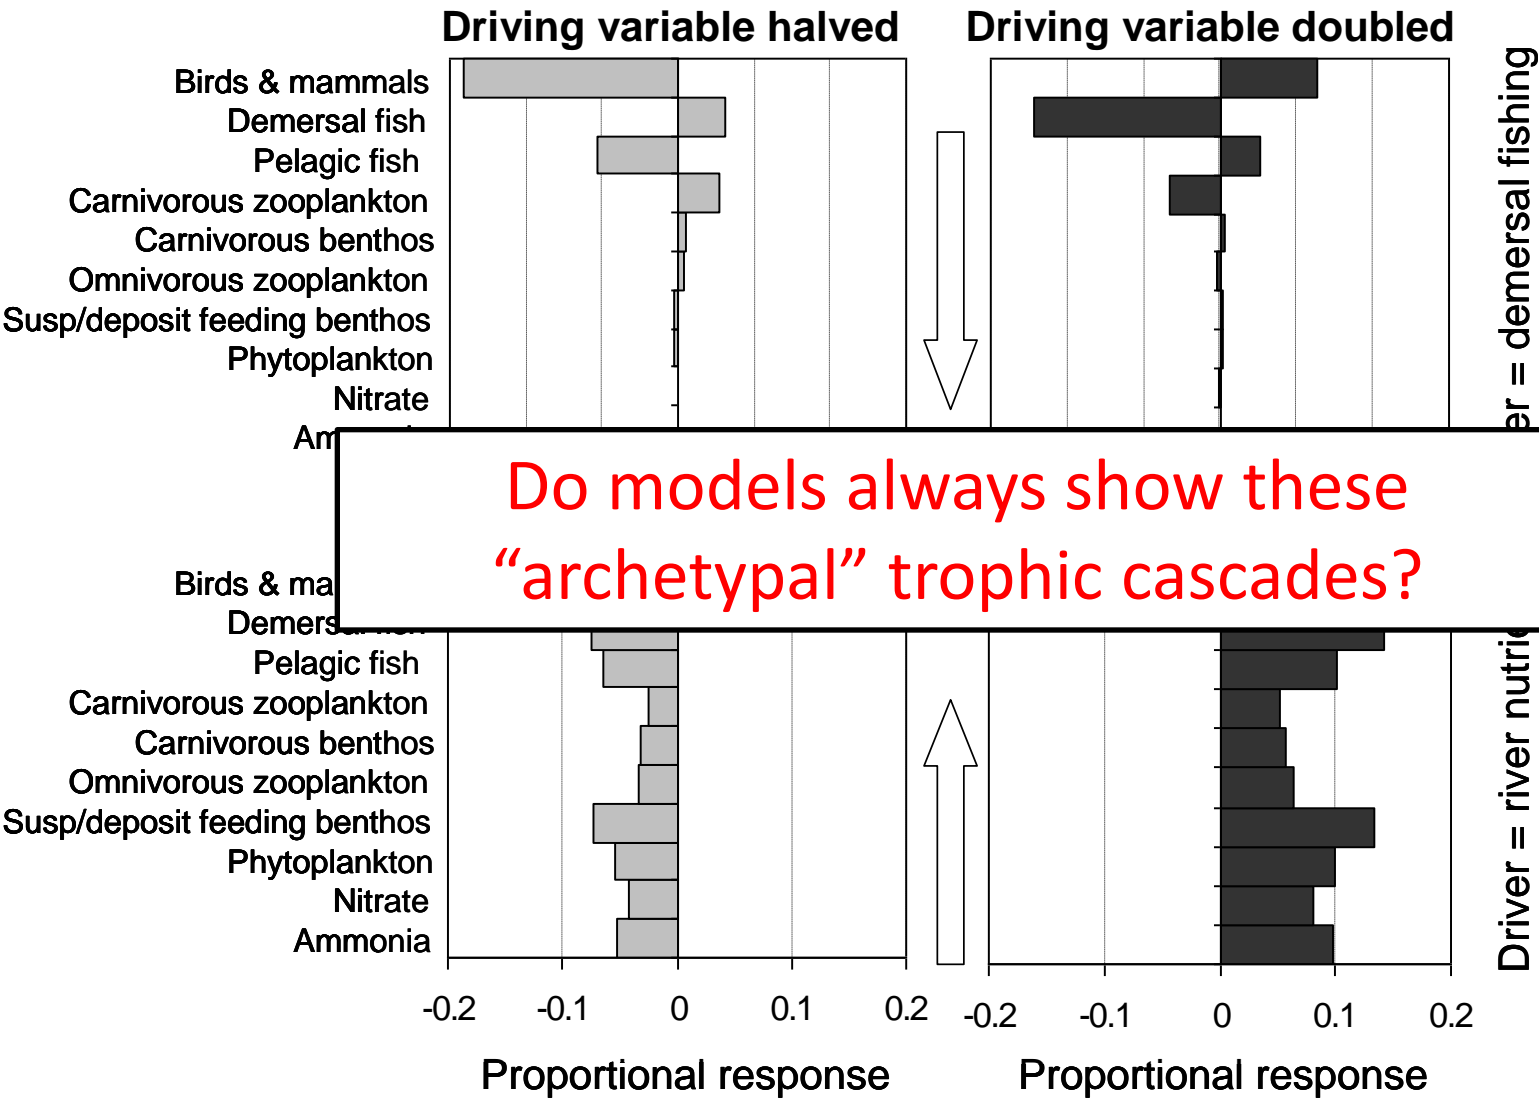 Driving variable halved
Driving variable doubled
Birds & mammals
Demersal fish
Pelagic fish
Carnivorous zooplankton
Carnivorous benthos
Omnivorous zooplankton
Susp/deposit feeding benthos
Phytoplankton
Nitrate
Do models always show these
“archetypal” trophic cascades?
Birds &
Pelagic fish
Carnivorous zooplankton
Carnivorous benthos
Omnivorous zooplankton
Susp/deposit feeding benthos
Phytoplankton
Nitrate
Ammonia
-0.2 -0.1 0 0.1 0.2
-0.2 -0.1 0 0.1 0.2
Proportional response
Proportional response
= demersal fishing
Driver = river